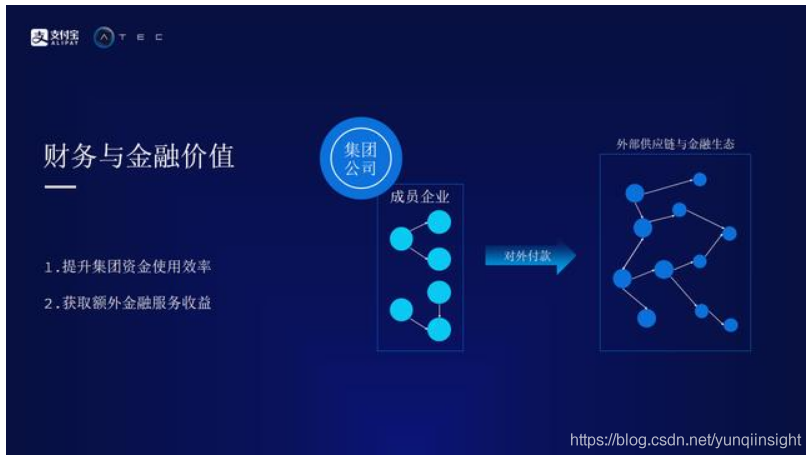 支付宝
ALIPAY
ATEC
财务与金融价值
1.提升集团资金使用效率
2.获取额外金融服务收益
集团
公司
成员企业
对外付款
外部供应链与金融生态
https://blog.csdn.net/yunqiinsight